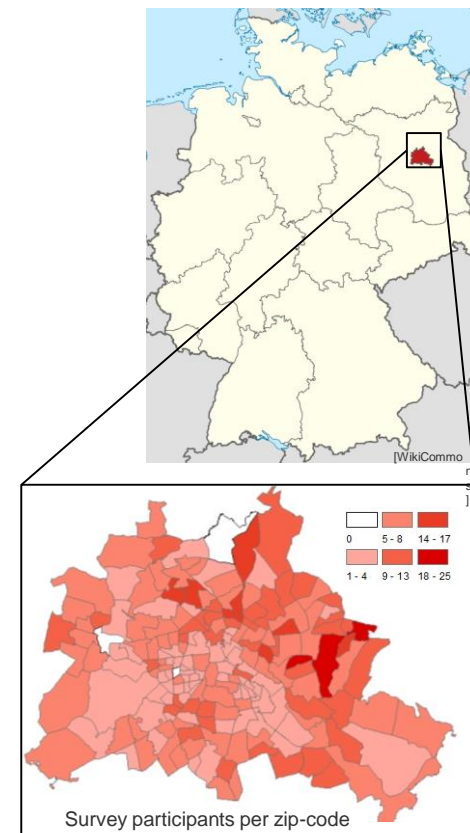 [WikiCommo
n
s
]
0
5 - 8
14 - 17
1 - 4
9 - 13
18 - 25
Survey participants per zip-code